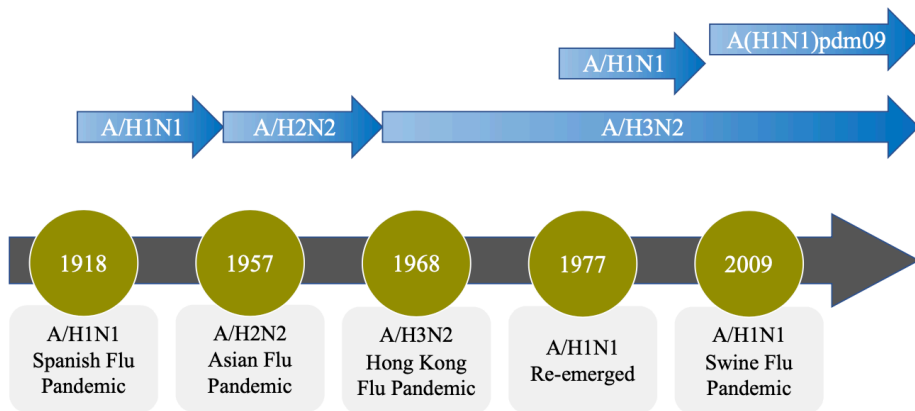 A(H1N1)pdm09
A/H1N1
A/H1N1
A/H2N2
A/H3N2
1918
1957
1968
1977
2009
A/H1N1
Spanish Flu
Pandemic
A/H2N2
Asian Flu
Pandemic
A/H3N2
Hong Kong
Flu Pandemic
A/H1N1
Re-emerged
A/H1N1
Swine Flu
Pandemic